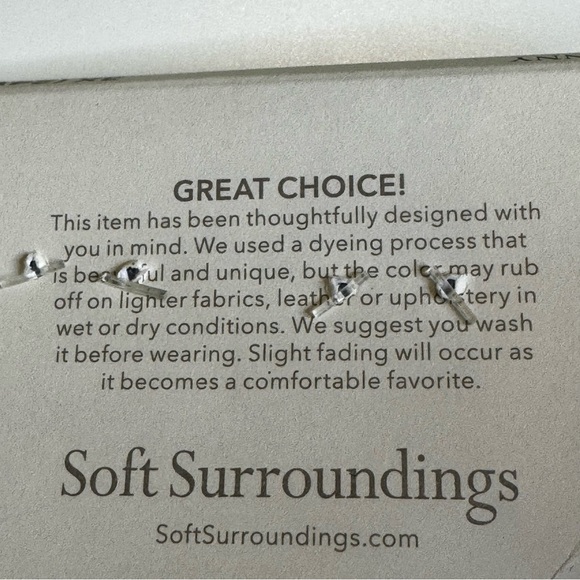 GREAT CHOICE!
This item has been thoughtfully designed with
you in mind. We used a dyeing process that
is beautiful and unique, but the color may rub
off on lighter fabrics, leather or upholstery in
wet or dry conditions. We suggest you wash
it before wearing. Slight fading will occur as
it becomes a comfortable favorite.
Soft Surroundings
SoftSurroundings.com